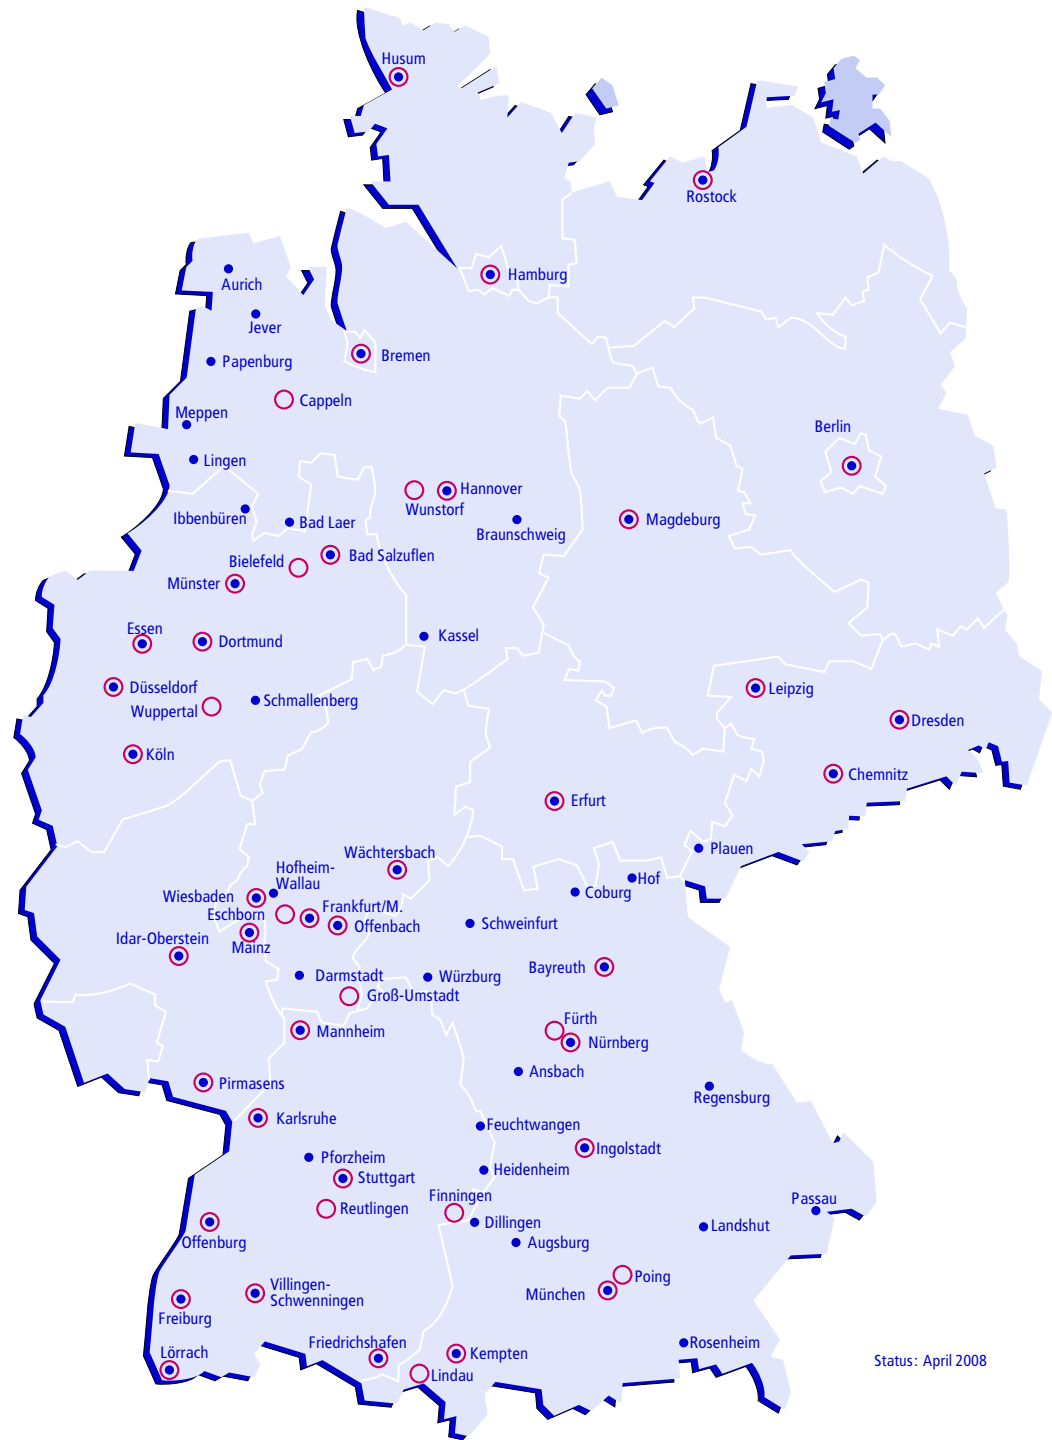 Husum
Rostock
Hamburg
Aurich
Jever
Bremen
Papenburg
Cappeln
Meppen
Berlin
Lingen
Hannover
Wunstorf
Ibbenbüren
Bad Laer
Magdeburg
Braunschweig
Bad Salzuflen
Bielefeld
Münster
Essen
Kassel
Dortmund
Düsseldorf
Leipzig
Schmallenberg
Wuppertal
Dresden
Köln
Chemnitz
Erfurt
Plauen
Wächtersbach
Hofheim-
Wallau
Hof
Coburg
Wiesbaden
Frankfurt/M.
Eschborn
Offenbach
Schweinfurt
Idar-Oberstein
Mainz
Bayreuth
Darmstadt
Würzburg
Groß-Umstadt
Fürth
Mannheim
Nürnberg
Ansbach
Pirmasens
Regensburg
Karlsruhe
Feuchtwangen
Ingolstadt
Pforzheim
Heidenheim
Stuttgart
Finningen
Passau
Reutlingen
Dillingen
Landshut
Offenburg
Augsburg
Poing
Villingen-
Schwenningen
München
Freiburg
Friedrichshafen
Rosenheim
Lörrach
Kempten
Status: April 2008
Lindau